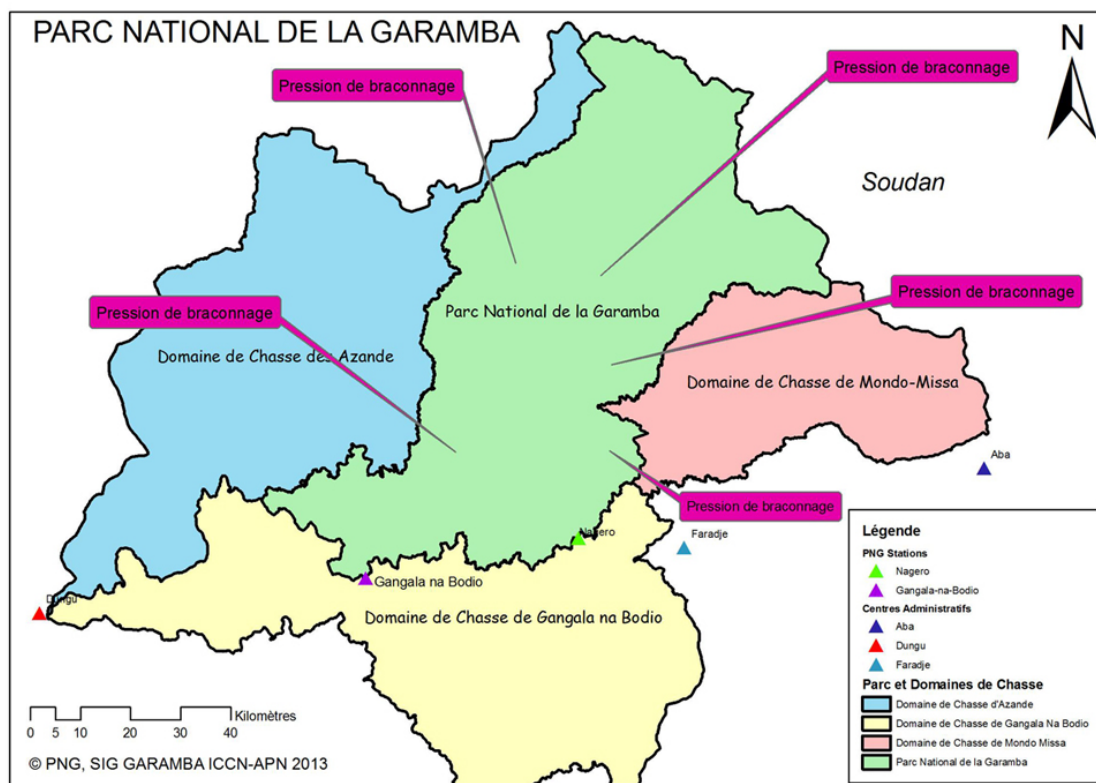 PARC NATIONAL DE LA GARAMBA
Pression de braconnage
Pression de braconnage
N
Soudan
Pression de braconnage
Pression de braconnage
Parc National de la Garamba
Domaine de Chasse des Azande
Domaine de Chasse de Mondo-Missa
Aba
Pression de braconnage
Nagero
Faradje
Gangala na Bodio
Dungu
Domaine de Chasse de Gangala na Bodio
Légende
PNG Stations
Nagero
Gangala-na-Bodio
Centres Administratifs
Aba
Dungu
Faradje
Parc et Domaines de Chasse
Domaine de Chasse d'Azande
Domaine de Chasse de Gangala Na Bodio
Domaine de Chasse de Mondo Missa
Parc National de la Garamba
Kilomètres
0 5 10 20 30 40
© PNG, SIG GARAMBA ICCN-APN 2013